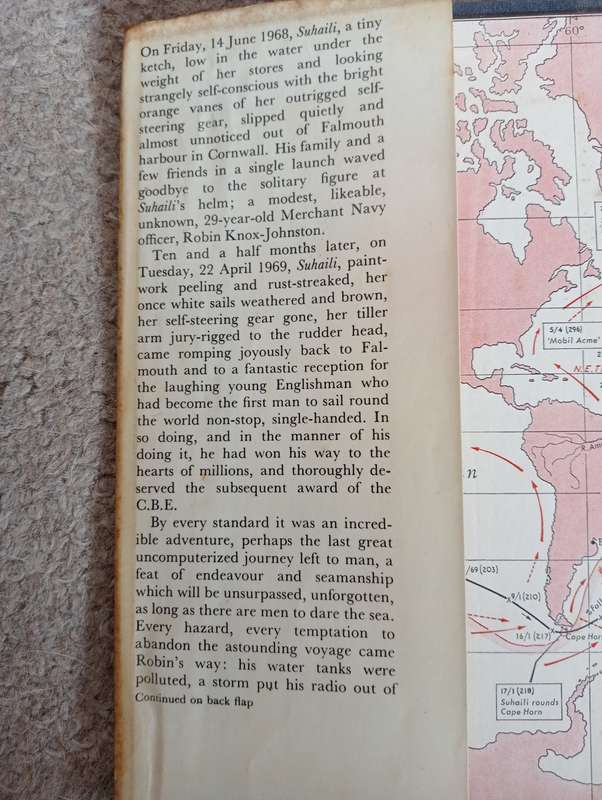 On Friday, 14 June 1968, Suhaili, a tiny
ketch, low in the water under the
weight of her stores and looking
strangely self-conscious with the bright
orange vanes of her outrigged self-
steering gear, slipped quietly and
almost unnoticed out of Falmouth
harbour in Cornwall. His family and a
few friends in a single launch waved
goodbye to the solitary figure at
Suhaili's helm; a modest, likeable,
unknown, 29-year-old Merchant Navy
officer, Robin Knox-Johnston.
Ten and a half months later, on
Tuesday, 22 April 1969, Suhaili, paint-
work peeling and rust-streaked, her
once white sails weathered and brown,
her self-steering gear gone, her tiller
arm jury-rigged to the rudder head,
came romping joyously back to Fal-
mouth and to a fantastic reception for
the laughing young Englishman who
had become the first man to sail round
the world non-stop, single-handed. In
so doing, and in the manner of his
doing it, he had won his way to the
hearts of millions, and thoroughly de-
served the subsequent award of the
C.B.E.
By every standard it was an incred-
ible adventure, perhaps the last great
uncomputerized journey left to man, a
feat of endeavour and seamanship
which will be unsurpassed, unforgotten,
as long as there are men to dare the sea.
Every hazard, every temptation to
abandon the astounding voyage came
Robin's way: his water tanks were
polluted, a storm put his radio out of
Continued on back flap
60°
5/4 (296)
'Mobil Acme'
N.E.
n
/69 (203)
9/1 (210)
16/1 (217)
Cape Horn
17/1 (218)
Suhaili rounds
Cape Horn